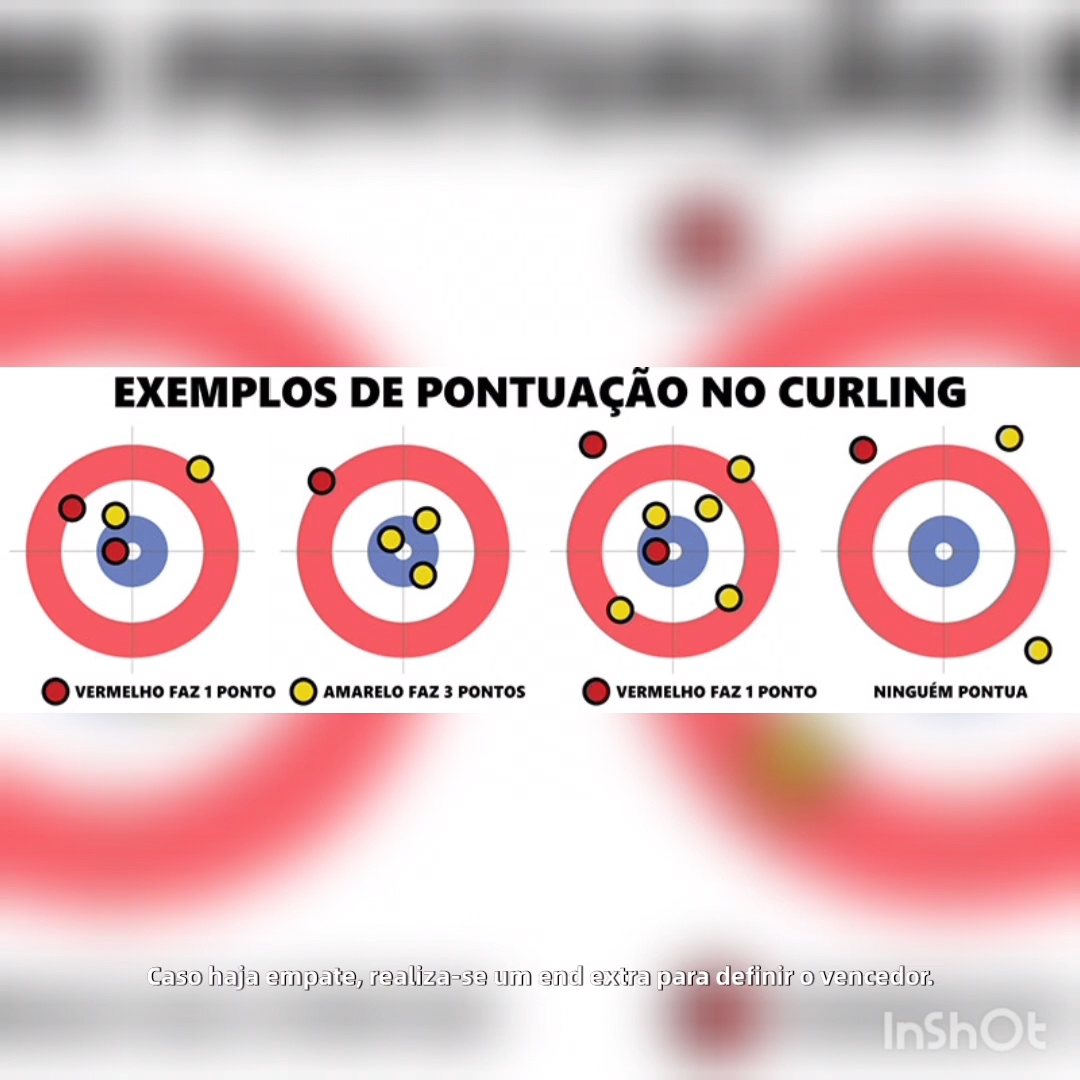 EXEMPLOS DE PONTUAÇÃO NO CURLING
VERMELHO FAZ 1 PONTO
AMARELO FAZ 3 PONTOS
VERMELHO FAZ 1 PONTO
NINGUÉM PONTUA
Caso haja empate, realiza-se um end extra para definir o vencedor.
InShOt